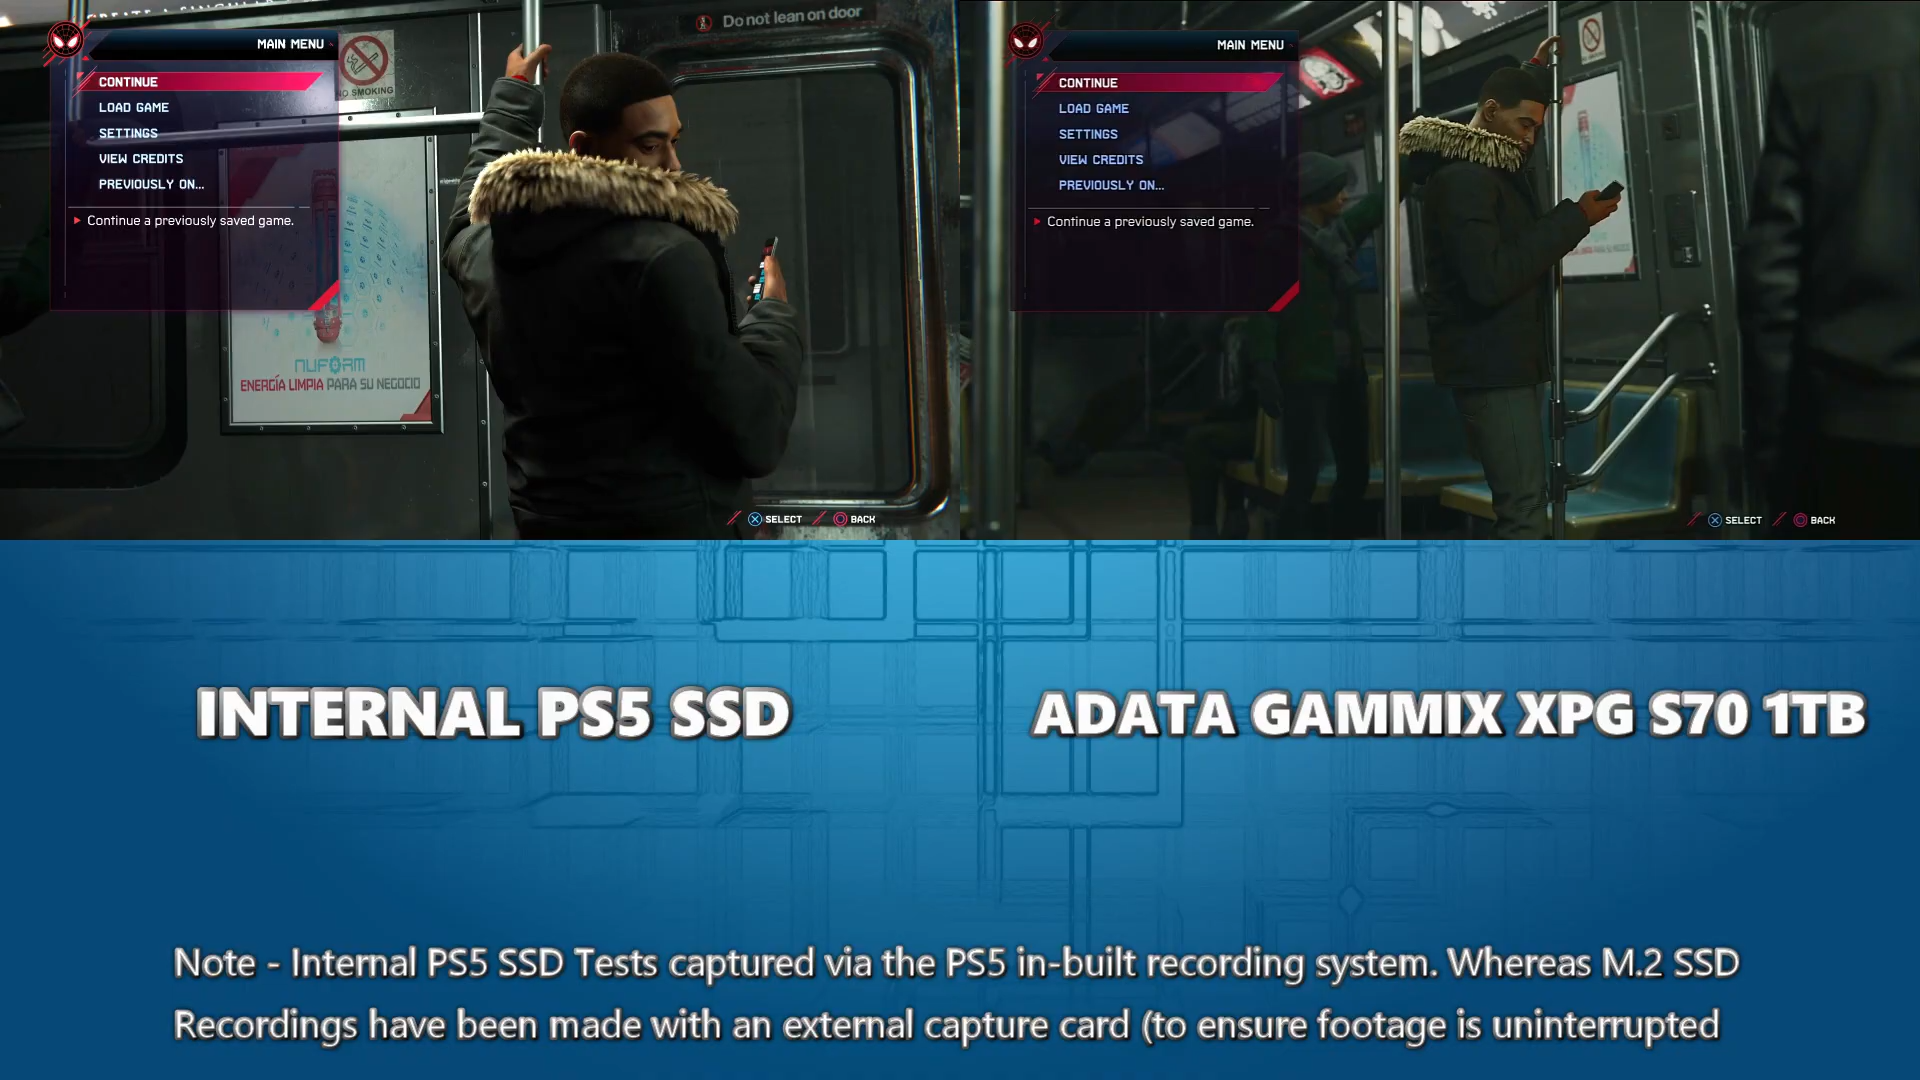 Do not lean on door
MAIN MENU
CONTINUE
LOAD GAME
SETTINGS
VIEW CREDITS
PREVIOUSLY ON...
Continue a previously saved game.
NO SMOKING
NUFORM
ENERGÍA LIMPIA PARA SU NEGOCIO
SELECT
BACK
MAIN MENU
CONTINUE
LOAD GAME
SETTINGS
VIEW CREDITS
PREVIOUSLY ON...
Continue a previously saved game.
SELECT
BACK
INTERNAL PS5 SSD
ADATA GAMMIX XPG S70 1TB
Note - Internal PS5 SSD Tests captured via the PS5 in-built recording system. Whereas M.2 SSD
Recordings have been made with an external capture card (to ensure footage is uninterrupted